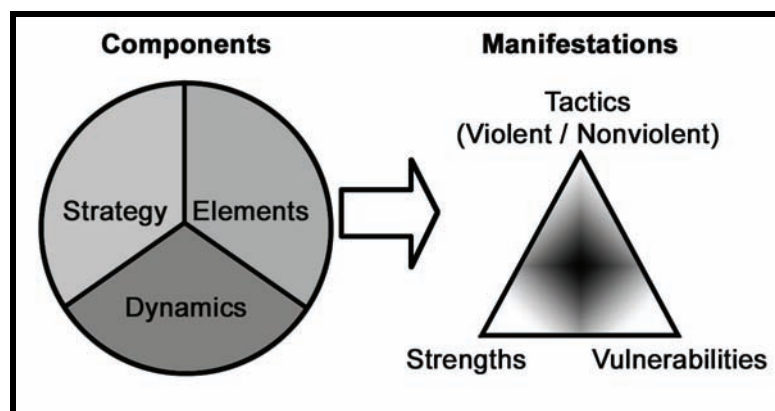 Components
Manifestations
Tactics
(Violent / Nonviolent)
Strategy
Elements
Dynamics
Strengths
Vulnerabilities